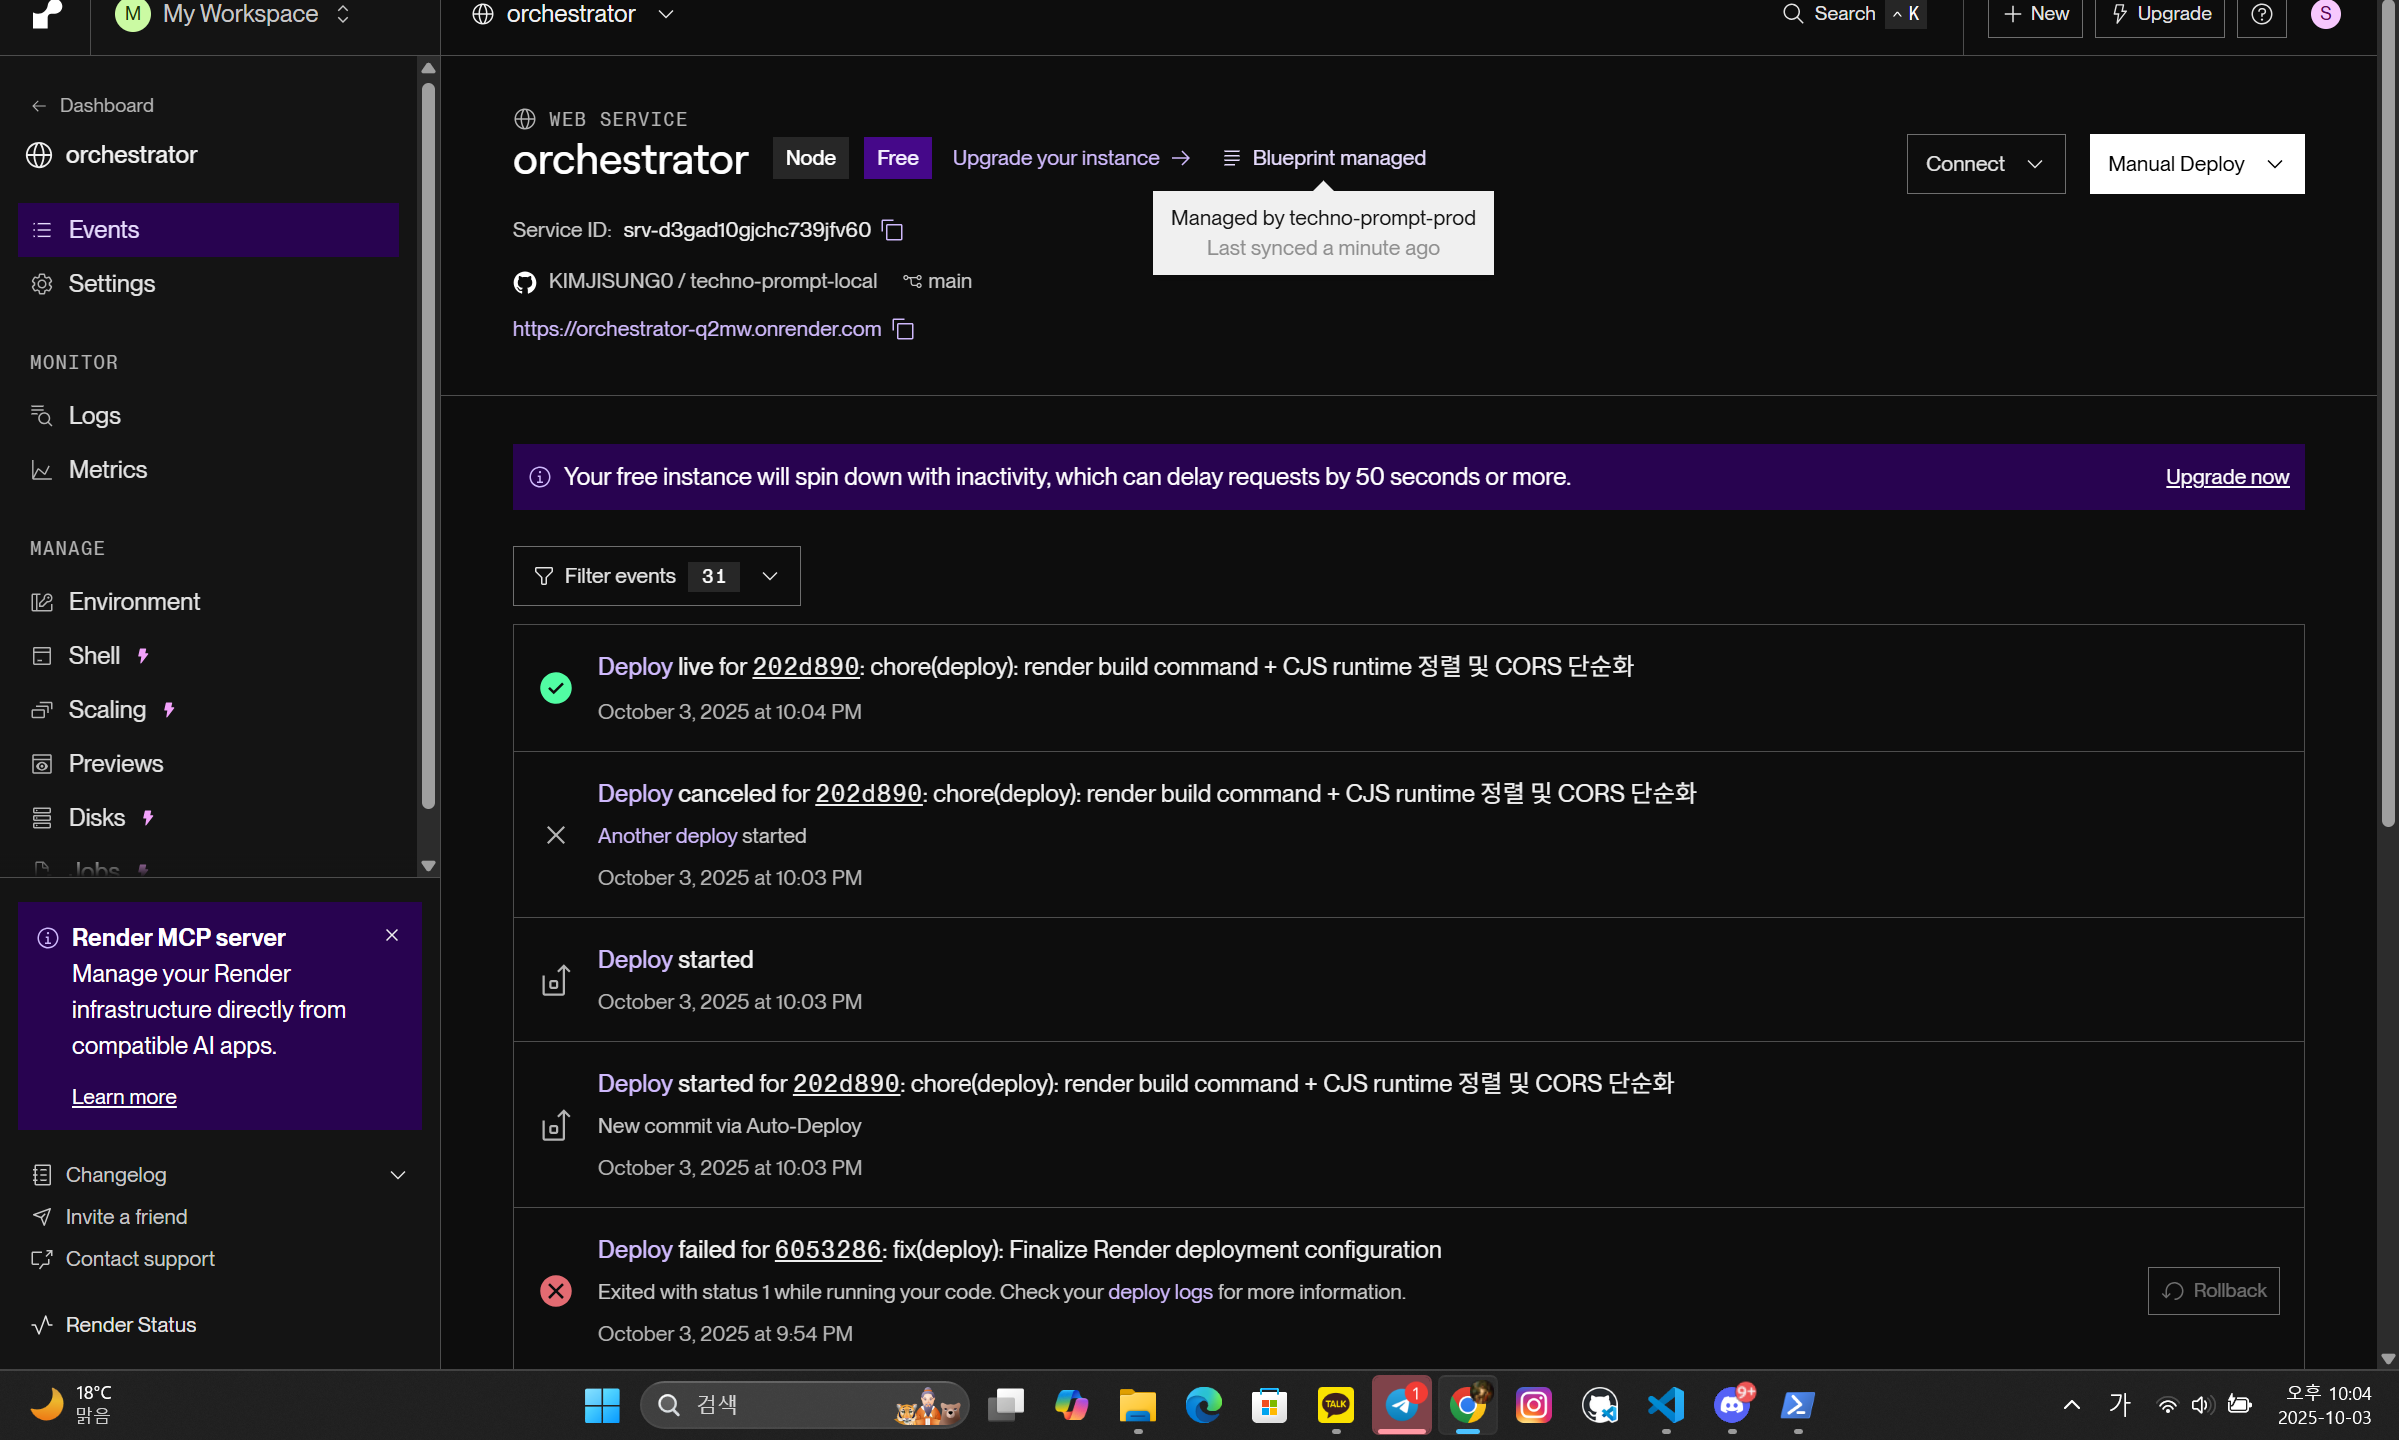 M My Workspace
orchestrator
Search ^ K
+ New
Upgrade
S
← Dashboard
orchestrator
Events
Settings
MONITOR
Logs
Metrics
MANAGE
Environment
Shell
Scaling
Previews
Disks
Jobs
Render MCP server
Manage your Render
infrastructure directly from
compatible AI apps.
Learn more
Changelog
Invite a friend
Contact support
Render Status
WEB SERVICE
orchestrator Node Free Upgrade your instance → Blueprint managed
Connect
Manual Deploy
Managed by techno-prompt-prod
Last synced a minute ago
Service ID: srv-d3gad10gjchc739jfv60
KIMJISUNG0 / techno-prompt-local main
https://orchestrator-q2mw.onrender.com
Your free instance will spin down with inactivity, which can delay requests by 50 seconds or more. Upgrade now
Filter events 31
Deploy live for 202d890: chore(deploy): render build command + CJS runtime 정렬 및 CORS 단순화
October 3, 2025 at 10:04 PM
Deploy canceled for 202d890: chore(deploy): render build command + CJS runtime 정렬 및 CORS 단순화
Another deploy started
October 3, 2025 at 10:03 PM
Deploy started
October 3, 2025 at 10:03 PM
Deploy started for 202d890: chore(deploy): render build command + CJS runtime 정렬 및 CORS 단순화
New commit via Auto-Deploy
October 3, 2025 at 10:03 PM
Deploy failed for 6053286: fix(deploy): Finalize Render deployment configuration
Exited with status 1 while running your code. Check your deploy logs for more information.
October 3, 2025 at 9:54 PM
Rollback
18°C
맑음
검색
TALK
1
9+
가
오후 10:04
2025-10-03